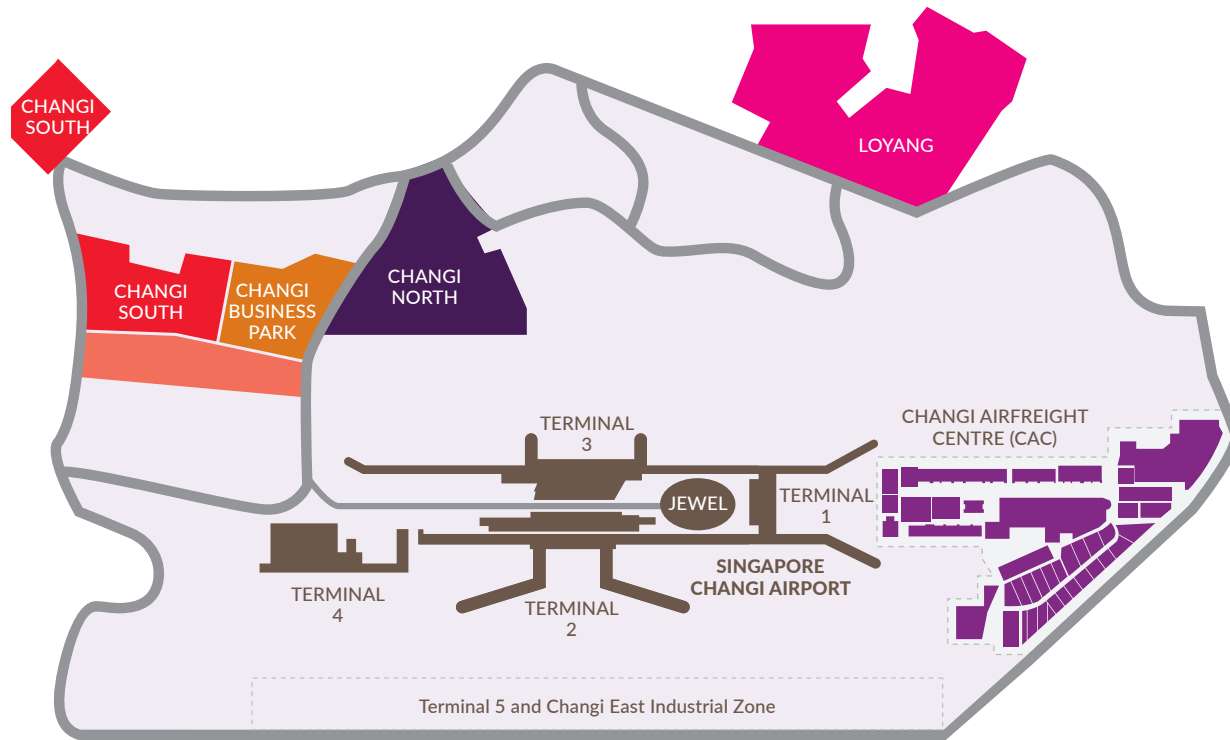 CHANGI
SOUTH
LOYANG
CHANGI
SOUTH
CHANGI
BUSINESS
PARK
CHANGI
NORTH
TERMINAL
3
CHANGI AIRFREIGHT
CENTRE (CAC)
JEWEL
TERMINAL
1
SINGAPORE
CHANGI AIRPORT
TERMINAL
4
TERMINAL
2
Terminal 5 and Changi East Industrial Zone